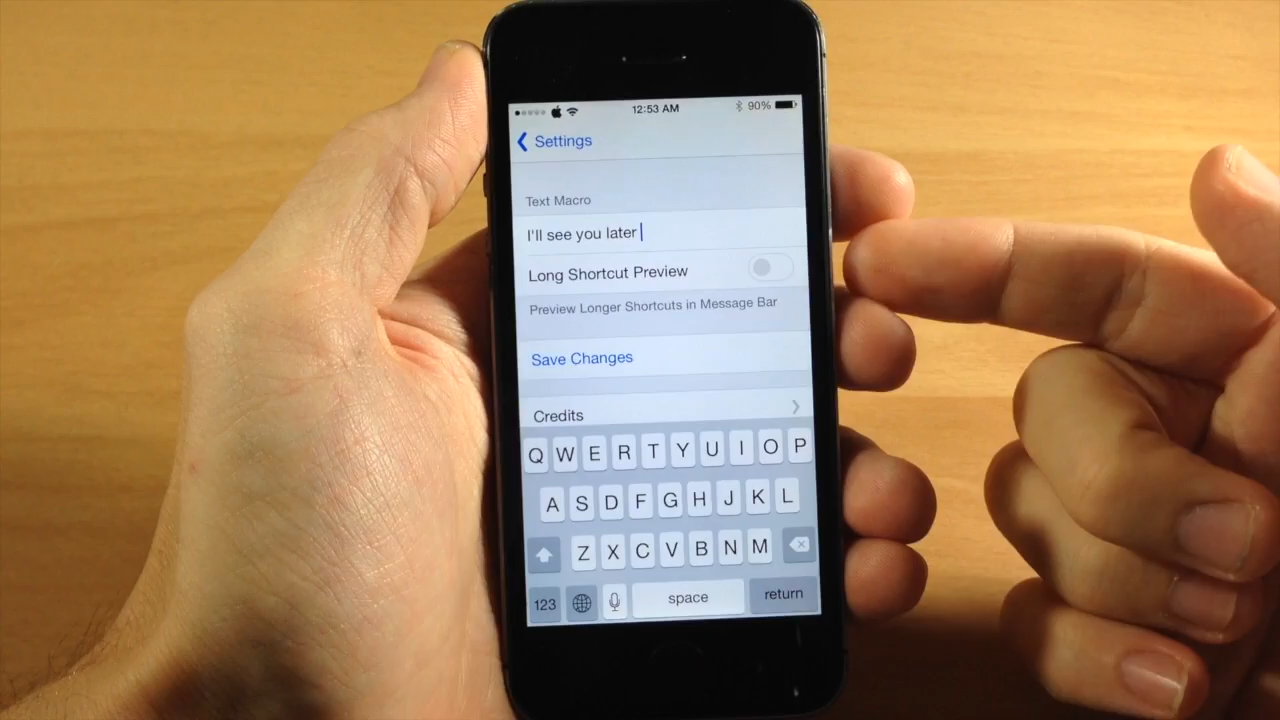 12:53 AM 90%
Settings
Text Macro
I'll see you later
Long Shortcut Preview
Preview Longer Shortcuts in Message Bar
Save Changes
Credits
Q W E R T Y U I O P
A S D F G H J K L
Z X C V B N M
123 space return